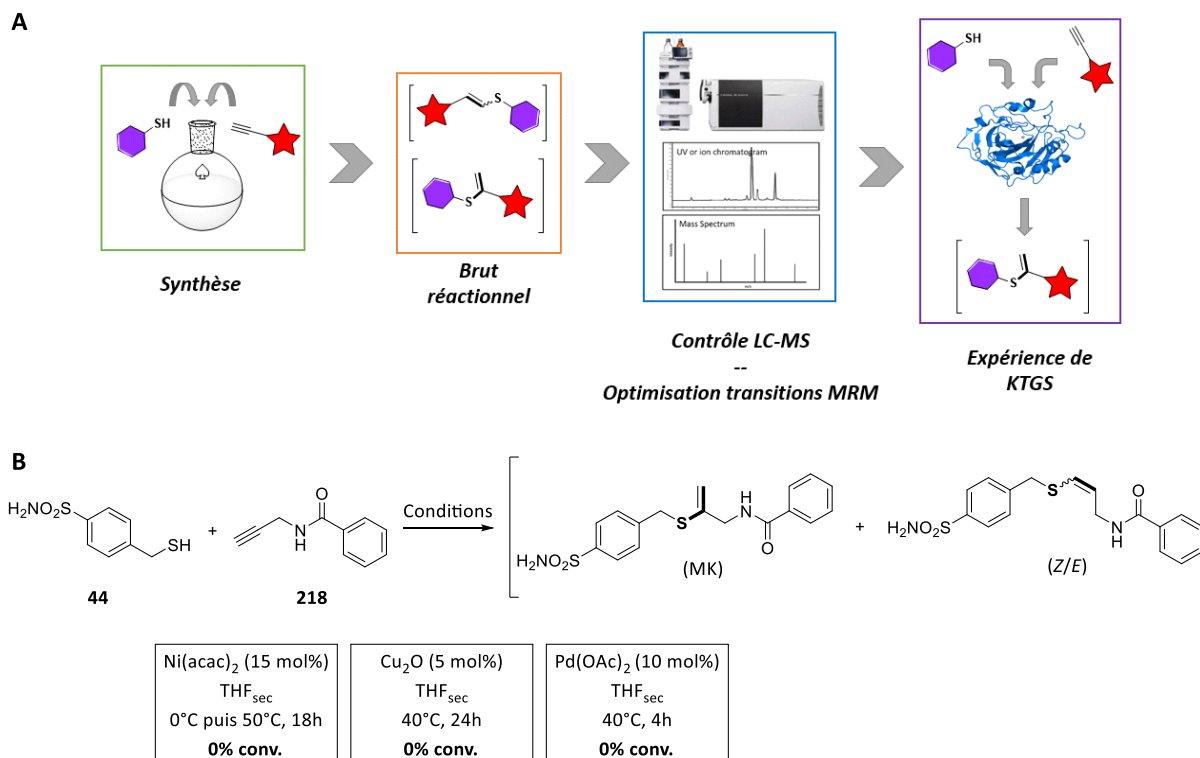 A
SH
S
S
Synthèse
Brut
réactionnel
UV or ion chromatogram
Mass Spectrum
m/z
Contrôle LC-MS
--
Optimisation transitions MRM
SH
S
Expérience de
KTGS
B
H2NO2S
SH
44
+
O
N
H
218
Conditions
H2NO2S
S
H
N
O
(MK)
+
H2NO2S
S
O
N
H
(Z/E)
Ni(acac)2 (15 mol%)
THFsec
0°C puis 50°C, 18h
0% conv.
Cu2O (5 mol%)
THFsec
40°C, 24h
0% conv.
Pd(OAc)2 (10 mol%)
THFsec
40°C, 4h
0% conv.